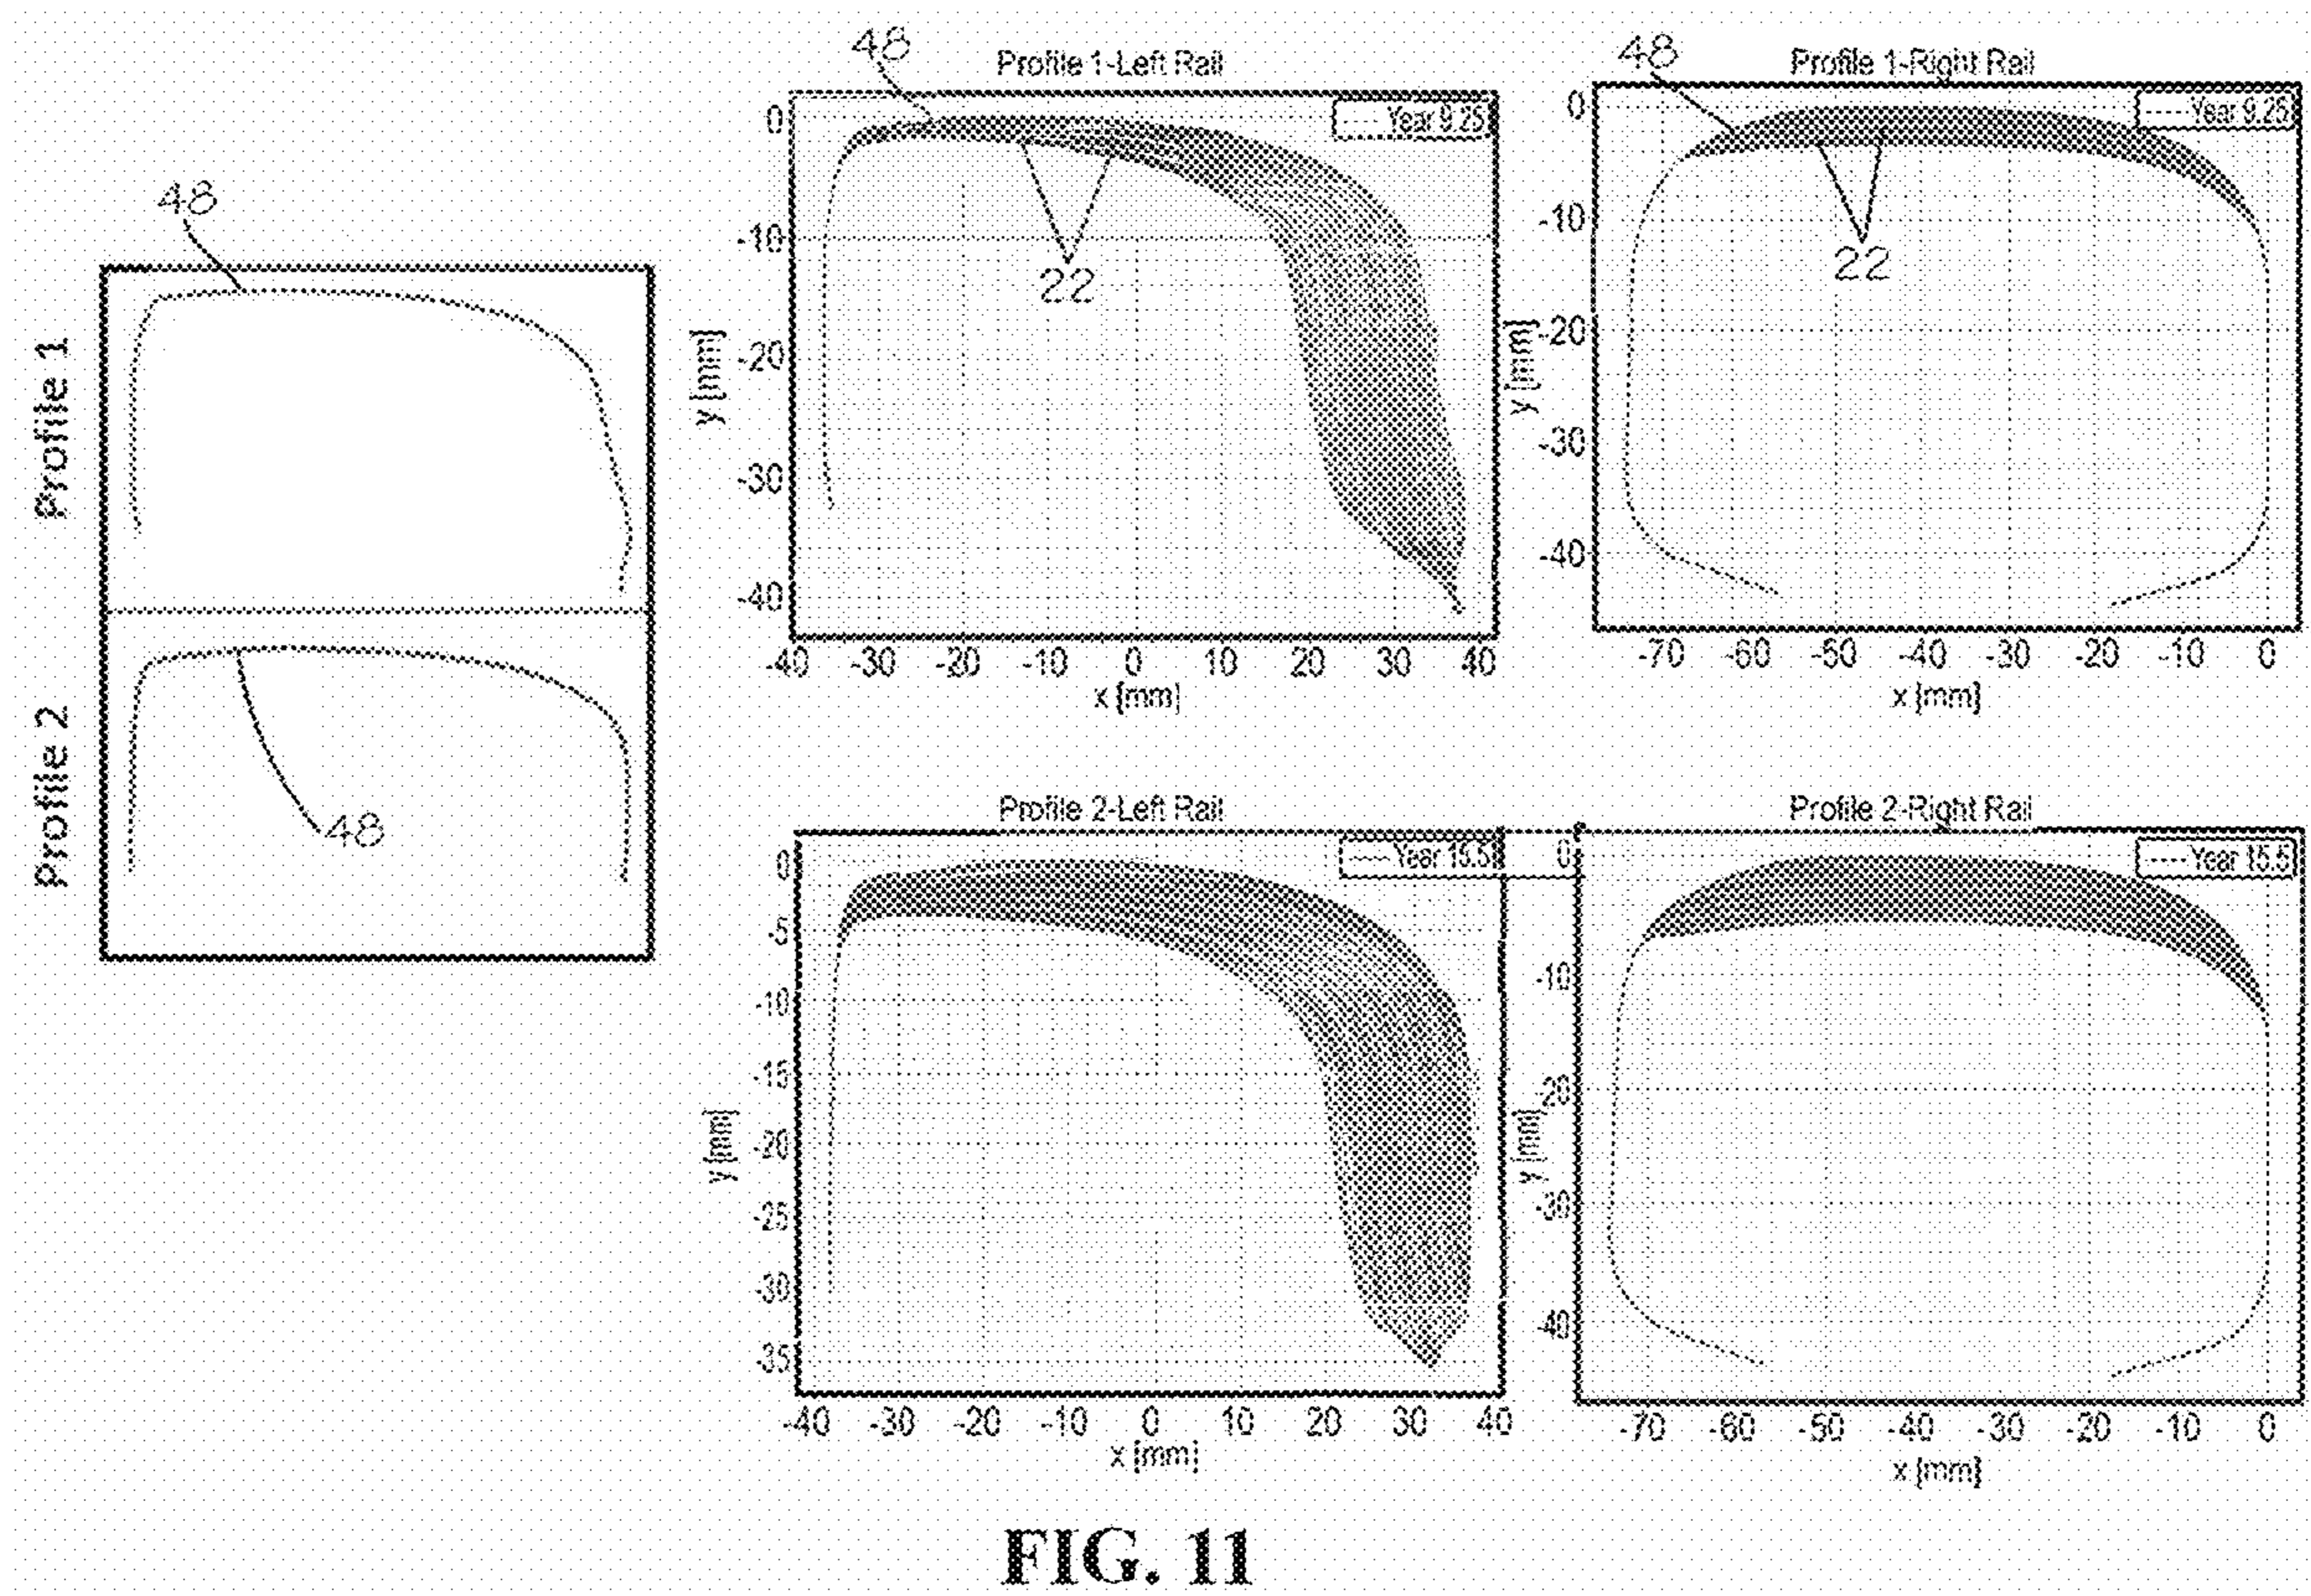 48
Profile 1
Profile 2
48
48
Profile 1-Left Rail
Year 9.25
0
-10
-20
-30
-40
y [mm]
22
-40 -30 -20 -10 0 10 20 30 40
x [mm]
48
Profile 1-Right Rail
Year 9.25
0
-10
-20
-30
-40
y [mm]
22
-70 -60 -50 -40 -30 -20 -10 0
x [mm]
Profile 2-Left Rail
Year 15.5
0
-5
-10
-15
-20
-25
-30
-35
y [mm]
-40 -30 -20 -10 0 10 20 30 40
x [mm]
Profile 2-Right Rail
Year 15.5
0
-10
-20
-30
-40
y [mm]
-70 -60 -50 -40 -30 -20 -10 0
x [mm]
FIG. 11